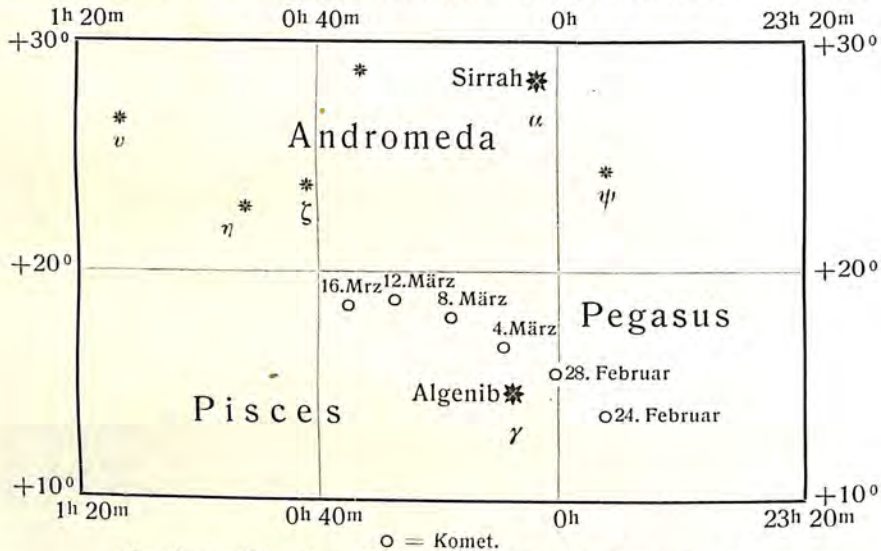 1h 20m 0h 40m 0h 23h 20m
+30° +30°
Sirrah
α
Andromeda
υ
ψ
ζ
η
+20° +20°
16.Mrz 12.März
8. März
4.März
Pegasus
28. Februar
Algenib
Pisces
24. Februar
γ
+10° +10°
1h 20m 0h 40m 0h 23h 20m
o = Komet.